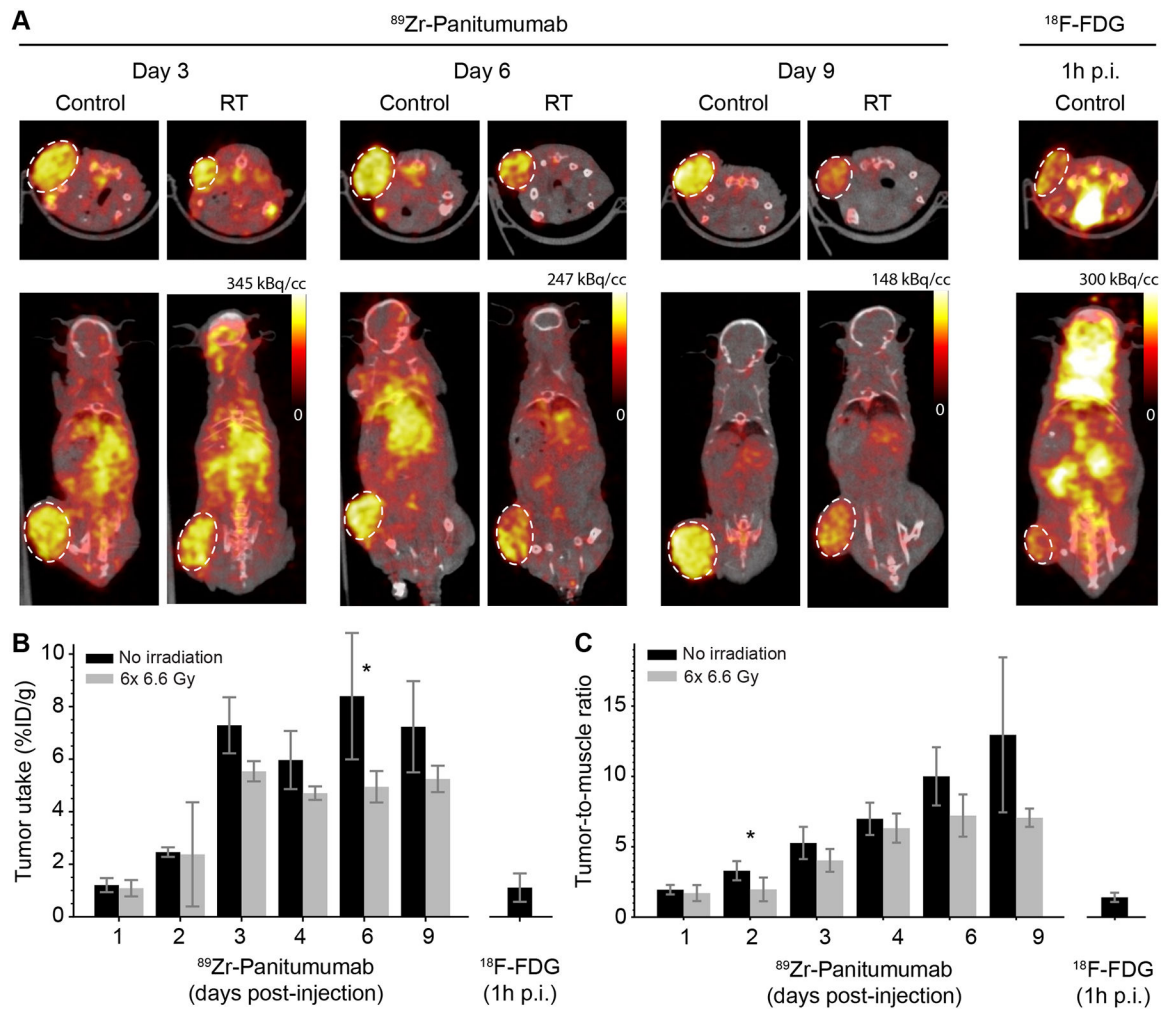 A
⁸⁹Zr-Panitumumab
¹⁸F-FDG
Day 3
Day 6
Day 9
1h p.i.
Control
RT
Control
RT
Control
RT
Control
345 kBq/cc
247 kBq/cc
148 kBq/cc
300 kBq/cc
0
0
0
0
B
No irradiation
6x 6.6 Gy
*
Tumor utake (%ID/g)
10
8
6
4
2
0
1 2 3 4 6 9
⁸⁹Zr-Panitumumab
(days post-injection)
¹⁸F-FDG
(1h p.i.)
C
No irradiation
6x 6.6 Gy
*
Tumor-to-muscle ratio
15
10
5
0
1 2 3 4 6 9
⁸⁹Zr-Panitumumab
(days post-injection)
¹⁸F-FDG
(1h p.i.)